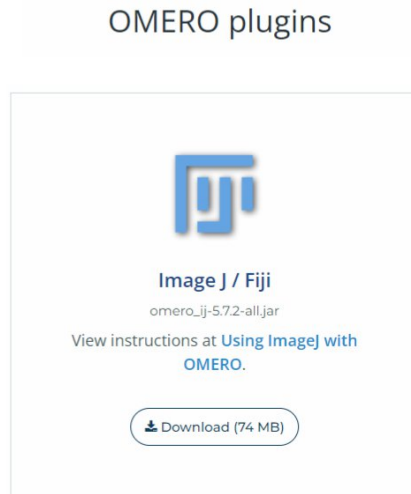 OMERO plugins
Image J / Fiji
omero_ij-5.7.2-all.jar
View instructions at Using ImageJ with
OMERO.
Download (74 MB)